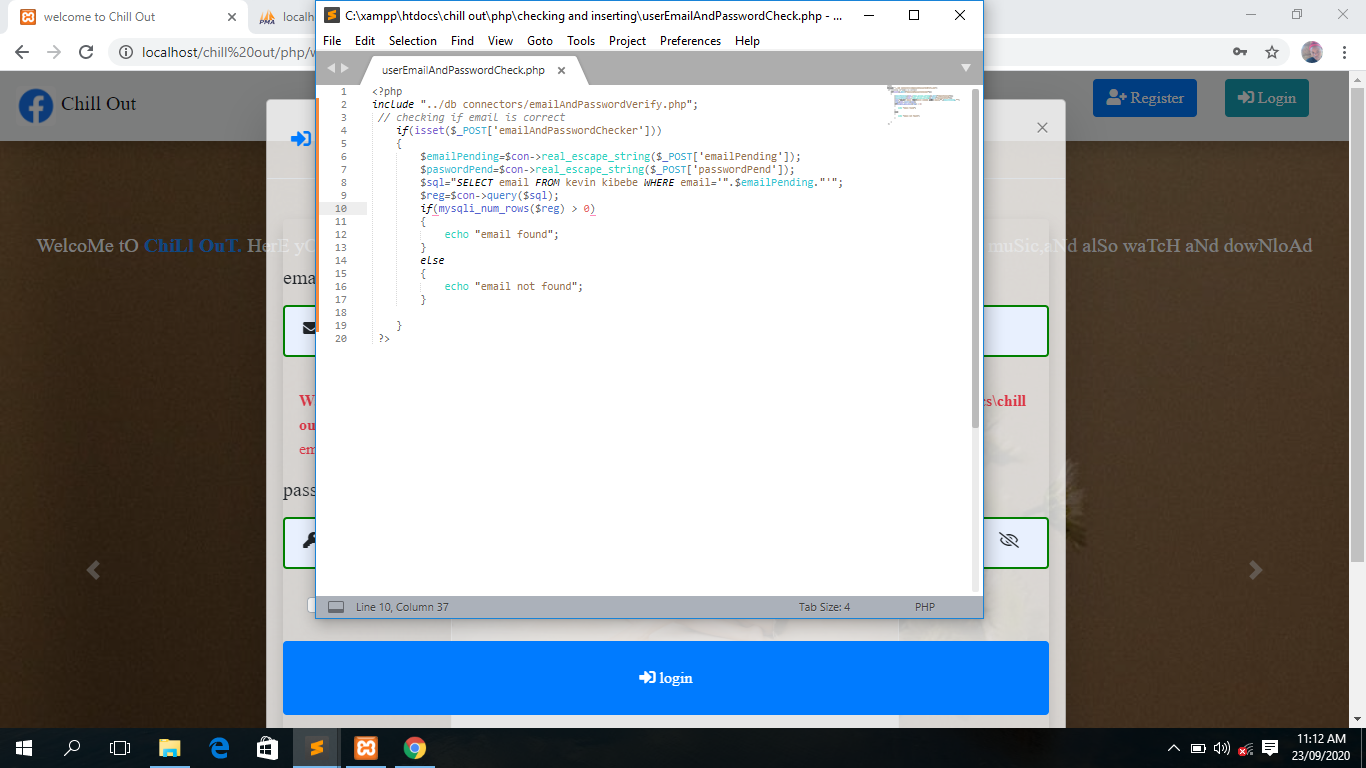 welcome to Chill Out
localh
C:\xampp\htdocs\chill out\php\checking and inserting\userEmailAndPasswordCheck.php - ...
localhost/chill%20out/php/w
File Edit Selection Find View Goto Tools Project Preferences Help
userEmailAndPasswordCheck.php
Chill Out
Register
Login
1 <?php
2 include "../db connectors/emailAndPasswordVerify.php";
3 // checking if email is correct
4 if(isset($_POST['emailAndPasswordChecker']))
5 {
6 $emailPending=$con->real_escape_string($_POST['emailPending']);
7 $paswordPend=$con->real_escape_string($_POST['passwordPend']);
8 $sql="SELECT email FROM kevin kibebe WHERE email='".$emailPending."'";
9 $reg=$con->query($sql);
10 if(mysqli_num_rows($reg) > 0)
11 {
12 echo "email found";
13 }
14 else
15 {
16 echo "email not found";
17 }
18
19 }
20 ?>
WelcoMe tO ChiLl OuT. HerE yO muSic,aNd alSo waTcH aNd dowNloAd
ema
W cs\chill
ou
em
pass
Line 10, Column 37
Tab Size: 4
PHP
login
11:12 AM
23/09/2020